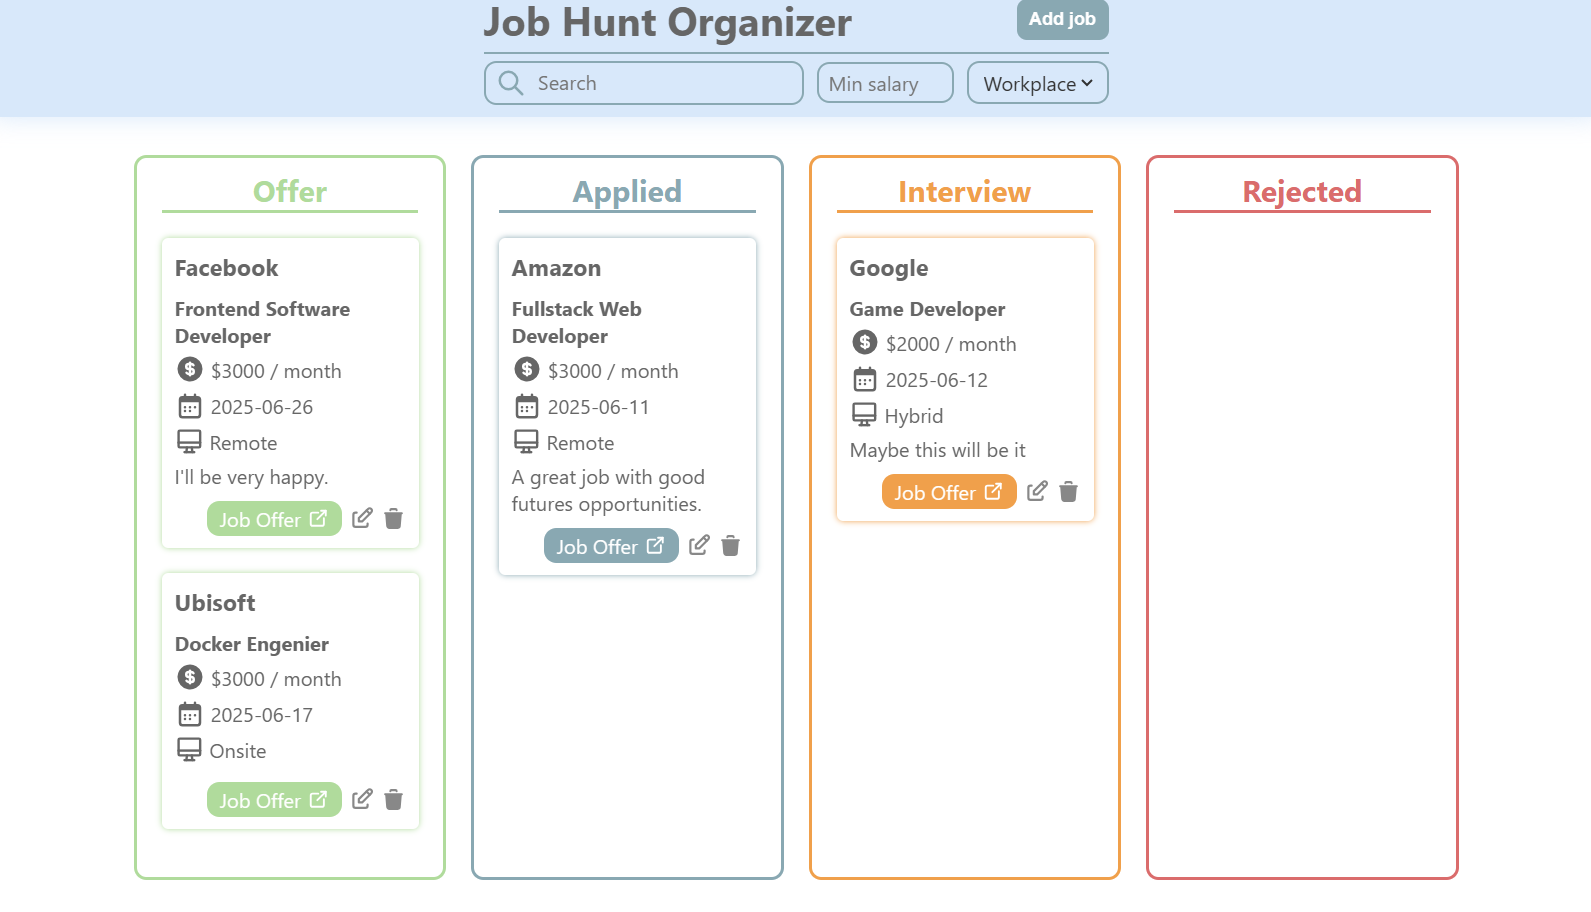 Job Hunt Organizer
Add job
Search
Min salary
Workplace
Offer
Facebook
Frontend Software
Developer
$3000 / month
2025-06-26
Remote
I'll be very happy.
Job Offer
Ubisoft
Docker Engenier
$3000 / month
2025-06-17
Onsite
Job Offer
Applied
Amazon
Fullstack Web
Developer
$3000 / month
2025-06-11
Remote
A great job with good
futures opportunities.
Job Offer
Interview
Google
Game Developer
$2000 / month
2025-06-12
Hybrid
Maybe this will be it
Job Offer
Rejected